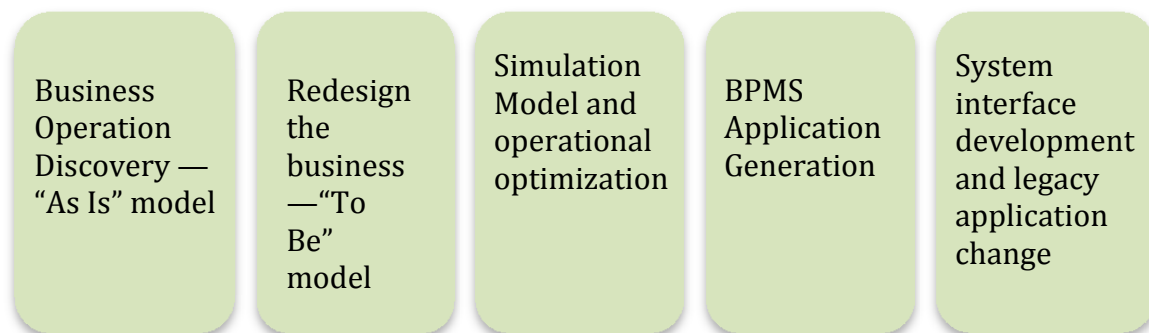 Business
Operation
Discovery —
“As Is” model
Redesign
the
business
—“To
Be”
model
Simulation
Model and
operational
optimization
BPMS
Application
Generation
System
interface
development
and legacy
application
change